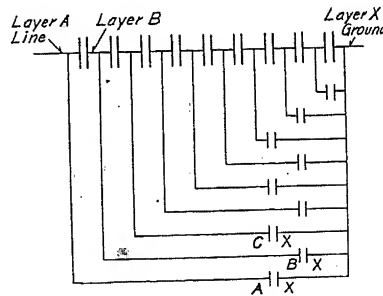 Layer A
Line
Layer B
Layer X
Ground
C X
B X
A X